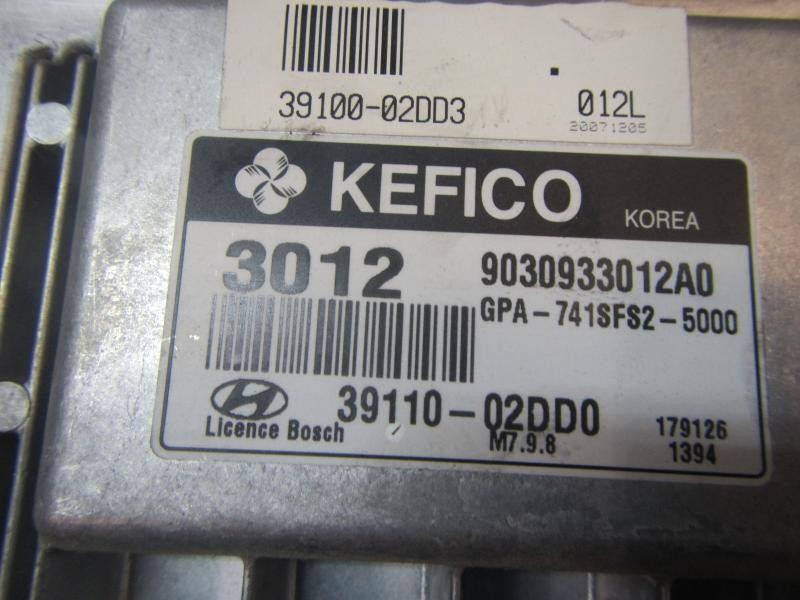 39100-02DD3 012L
20071205
KEFICO KOREA
3012 9030933012A0
GPA-741SFS2-5000
39110-02DD0 179126
Licence Bosch M7.9.8 1394